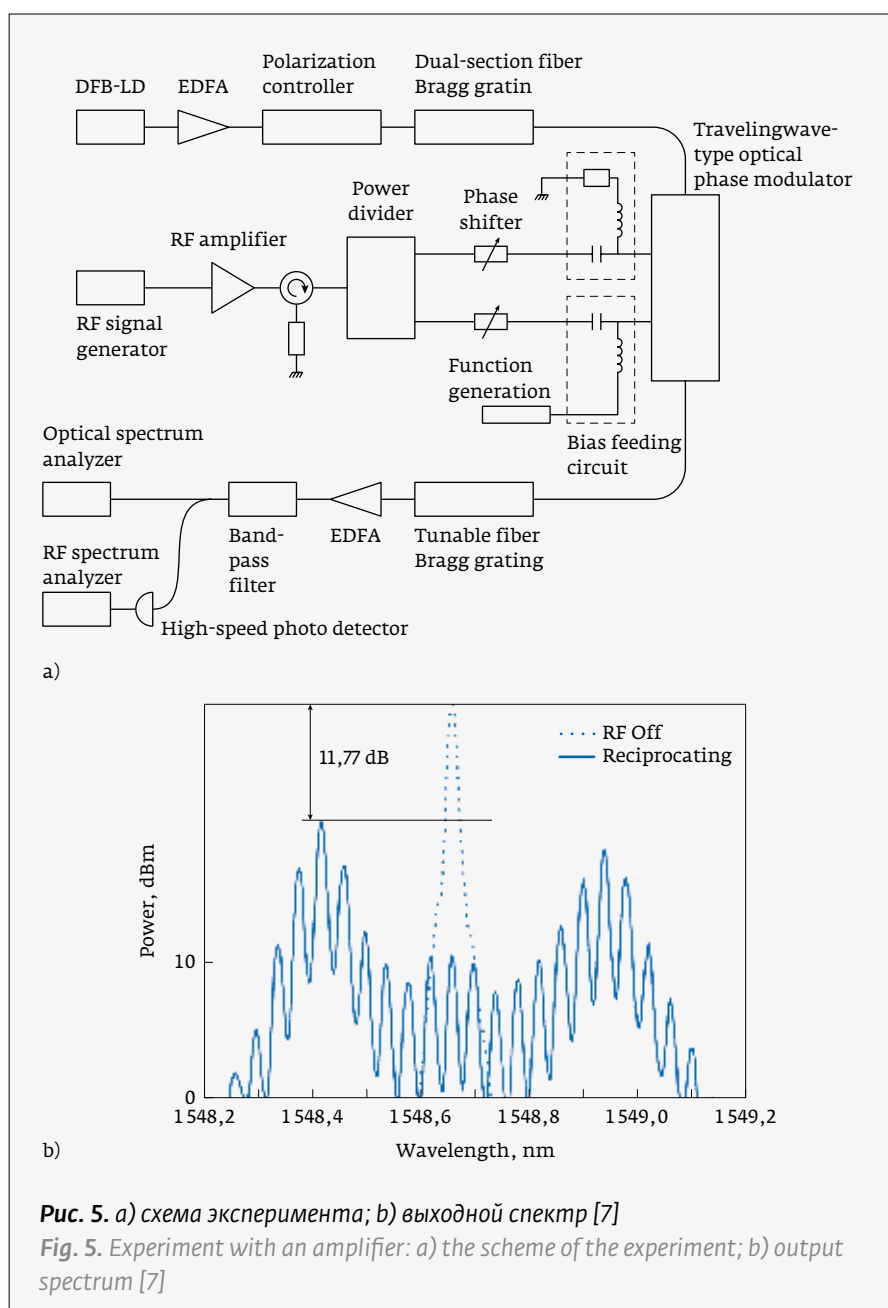 Polarization
controller
Dual-section fiber
Bragg gratin
DFB-LD
EDFA
Travelingwave-
type optical
phase modulator
Power
divider
Phase
shifter
RF amplifier
RF signal
generator
Function
generation
Bias feeding
circuit
Optical spectrum
analyzer
RF spectrum
analyzer
Band-
pass
filter
EDFA
Tunable fiber
Bragg grating
High-speed photo detector
a)
11,77 dB
RF Off
Reciprocating
Power, dBm
10
0
1 548,2
1 548,4
1 548,6
1 548,8
1 549,0
1 549,2
b)
Wavelength, nm
Рис. 5. a) схема эксперимента; b) выходной спектр [7]
Fig. 5. Experiment with an amplifier: a) the scheme of the experiment; b) output
spectrum [7]